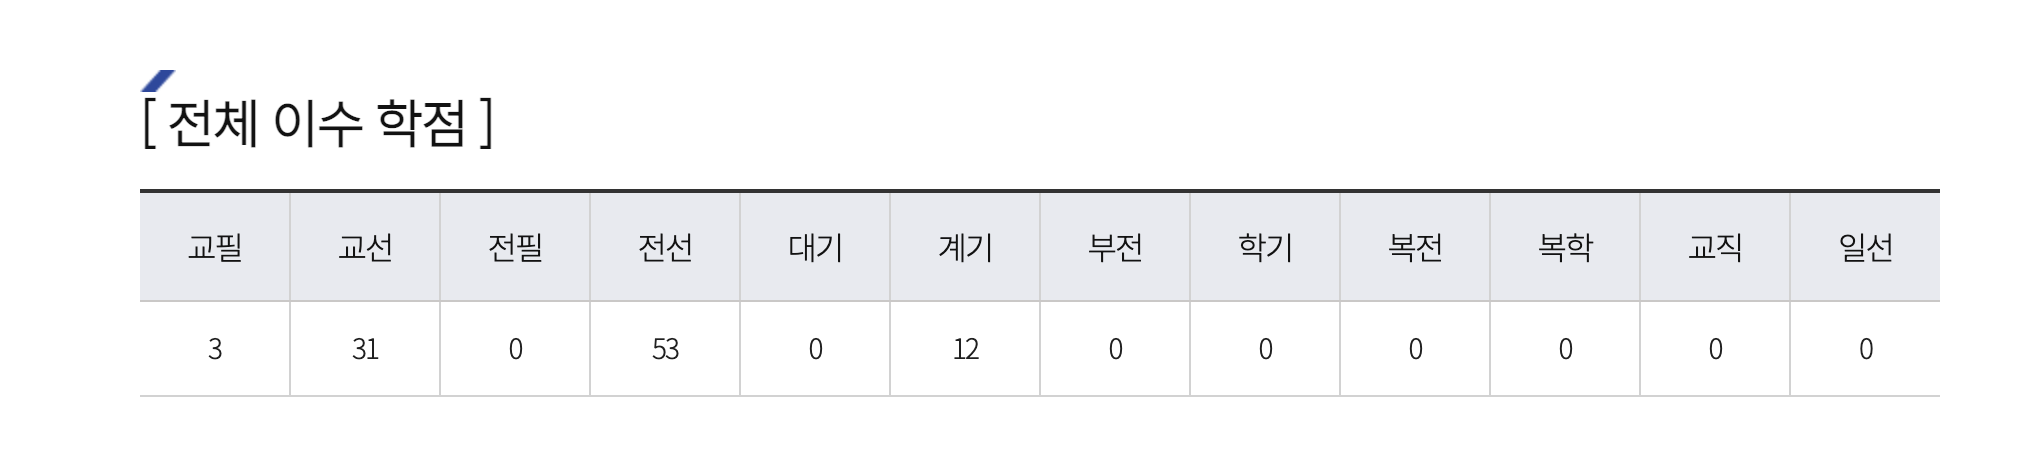 [ 전체 이수 학점 ]
교필 교선 전필 전선 대기 계기 부전 학기 복전 복학 교직 일선
3 31 0 53 0 12 0 0 0 0 0 0